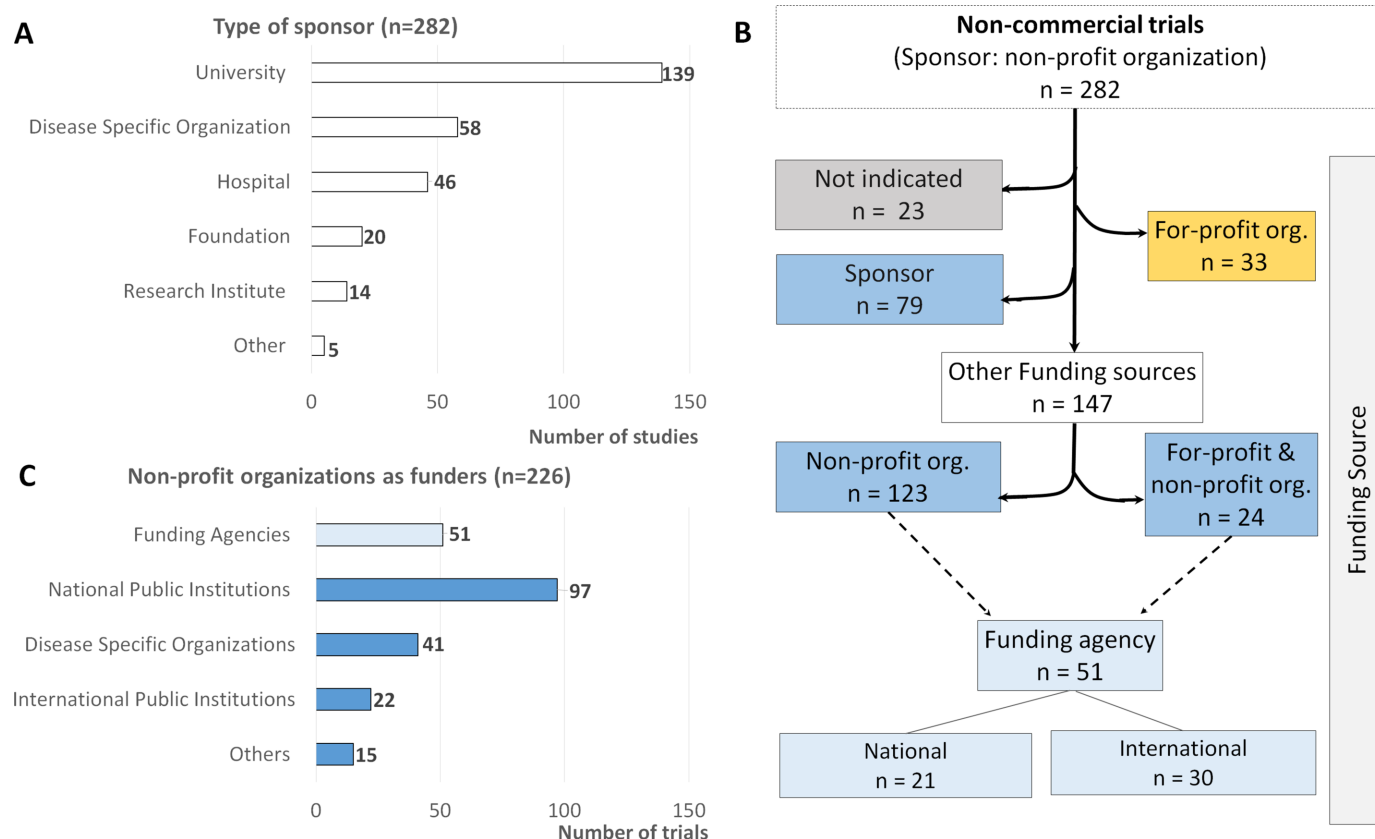 A
Type of sponsor (n=282)
University
139
Disease Specific Organization
58
Hospital
46
Foundation
20
Research Institute
14
Other
5
0
50
100
150
Number of studies
B
Non-commercial trials
(Sponsor: non-profit organization)
n = 282
Not indicated
n = 23
For-profit org.
n = 33
Sponsor
n = 79
Other Funding sources
n = 147
Non-profit org.
n = 123
For-profit &
non-profit org.
n = 24
Funding agency
n = 51
National
n = 21
International
n = 30
Funding Source
C
Non-profit organizations as funders (n=226)
Funding Agencies
51
National Public Institutions
97
Disease Specific Organizations
41
International Public Institutions
22
Others
15
0
50
100
150
Number of trials